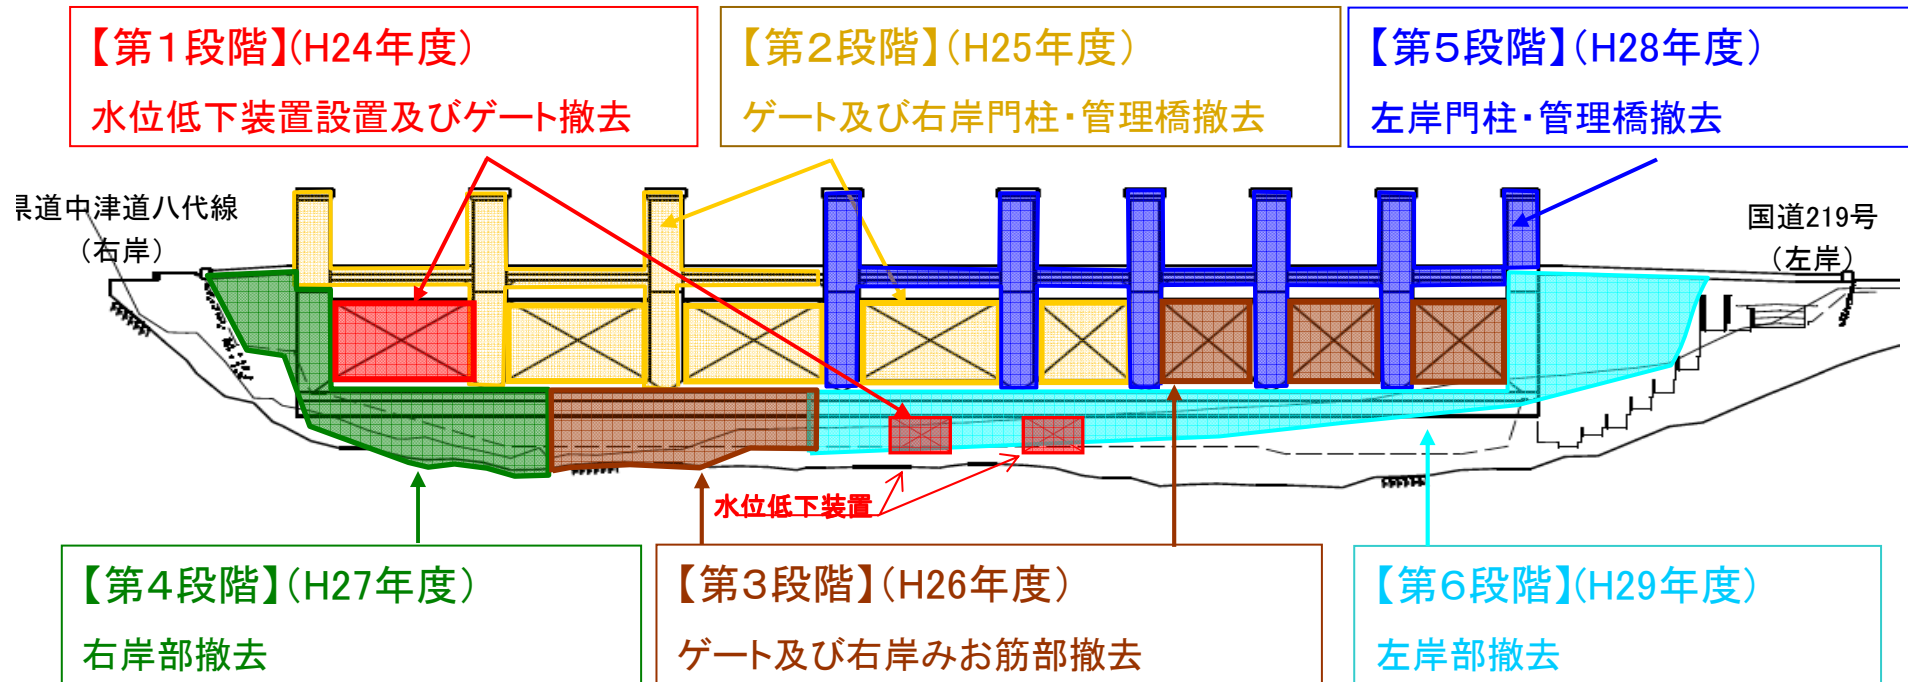 【第1段階】(H24年度)
水位低下装置設置及びゲート撤去
【第2段階】(H25年度)
ゲート及び右岸門柱・管理橋撤去
【第5段階】(H28年度)
左岸門柱・管理橋撤去
県道中津道八代線
(右岸)
国道219号
(左岸)
水位低下装置
【第4段階】(H27年度)
右岸部撤去
【第3段階】(H26年度)
ゲート及び右岸みお筋部撤去
【第6段階】(H29年度)
左岸部撤去